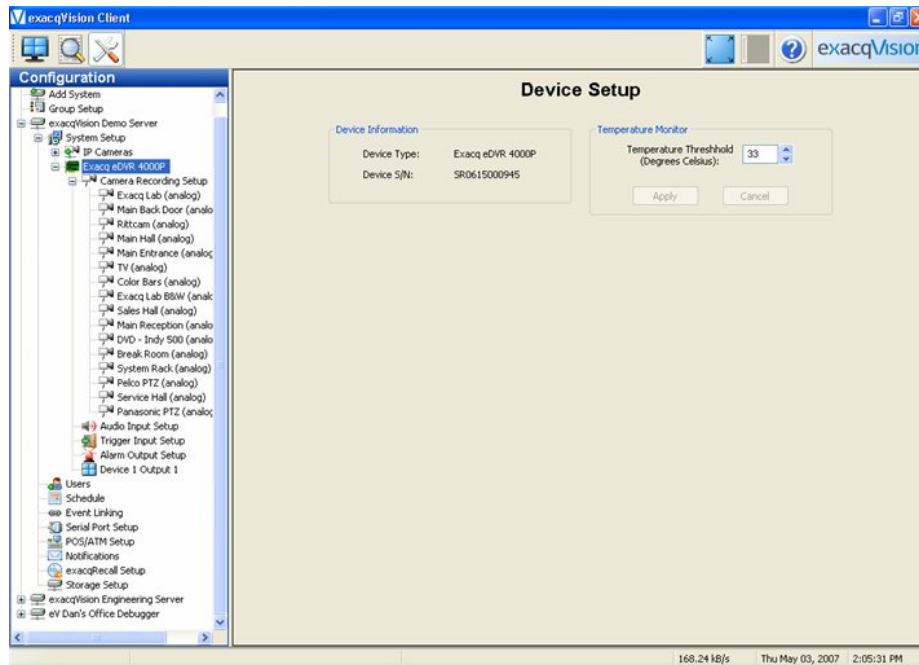 exacqVision Client
exacqVision
Configuration
Add System
Group Setup
exacqVision Demo Server
System Setup
IP Cameras
Exacq eDVR 4000P
Camera Recording Setup
Exacq Lab (analog)
Main Back Door (analo
Rittcam (analog)
Main Hall (analog)
Main Entrance (analog
TV (analog)
Color Bars (analog)
Exacq Lab B&W (analo
Sales Hall (analog)
Main Reception (analo
DVD - Indy 500 (analo
Break Room (analog)
System Rack (analog)
Pelco PTZ (analog)
Service Hall (analog)
Panasonic PTZ (analog
Audio Input Setup
Trigger Input Setup
Alarm Output Setup
Device 1 Output 1
Users
Schedule
Event Linking
Serial Port Setup
POS/ATM Setup
Notifications
exacqRecall Setup
Storage Setup
exacqVision Engineering Server
eV Dan's Office Debugger
Device Setup
Device Information
Device Type: Exacq eDVR 4000P
Device S/N: SR0615000945
Temperature Monitor
Temperature Threshhold
(Degrees Celsius): 33
Apply Cancel
168.24 kB/s Thu May 03, 2007 2:05:31 PM